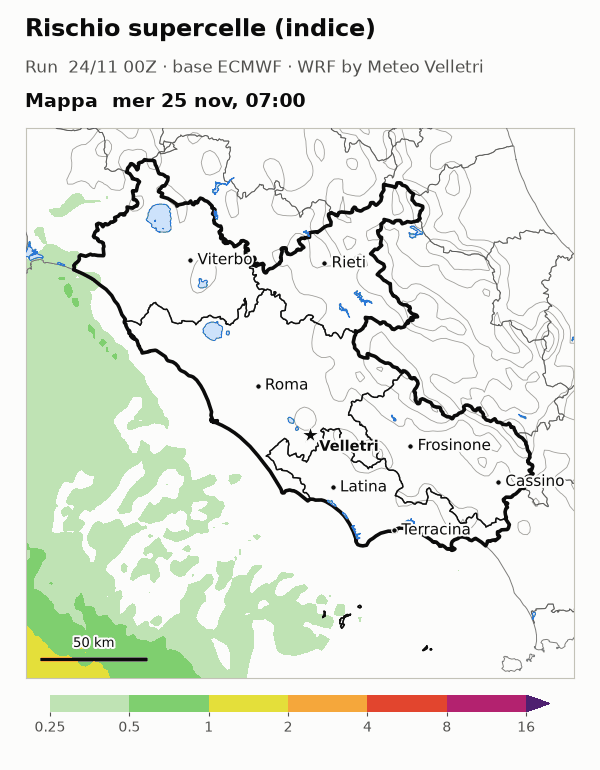 Rischio supercelle (indice)
Run 24/11 00Z · base ECMWF · WRF by Meteo Velletri
Mappa mer 25 nov, 07:00
Viterbo
Rieti
Roma
Velletri
Frosinone
Cassino
Latina
Terracina
50 km
0.25 0.5 1 2 4 8 16